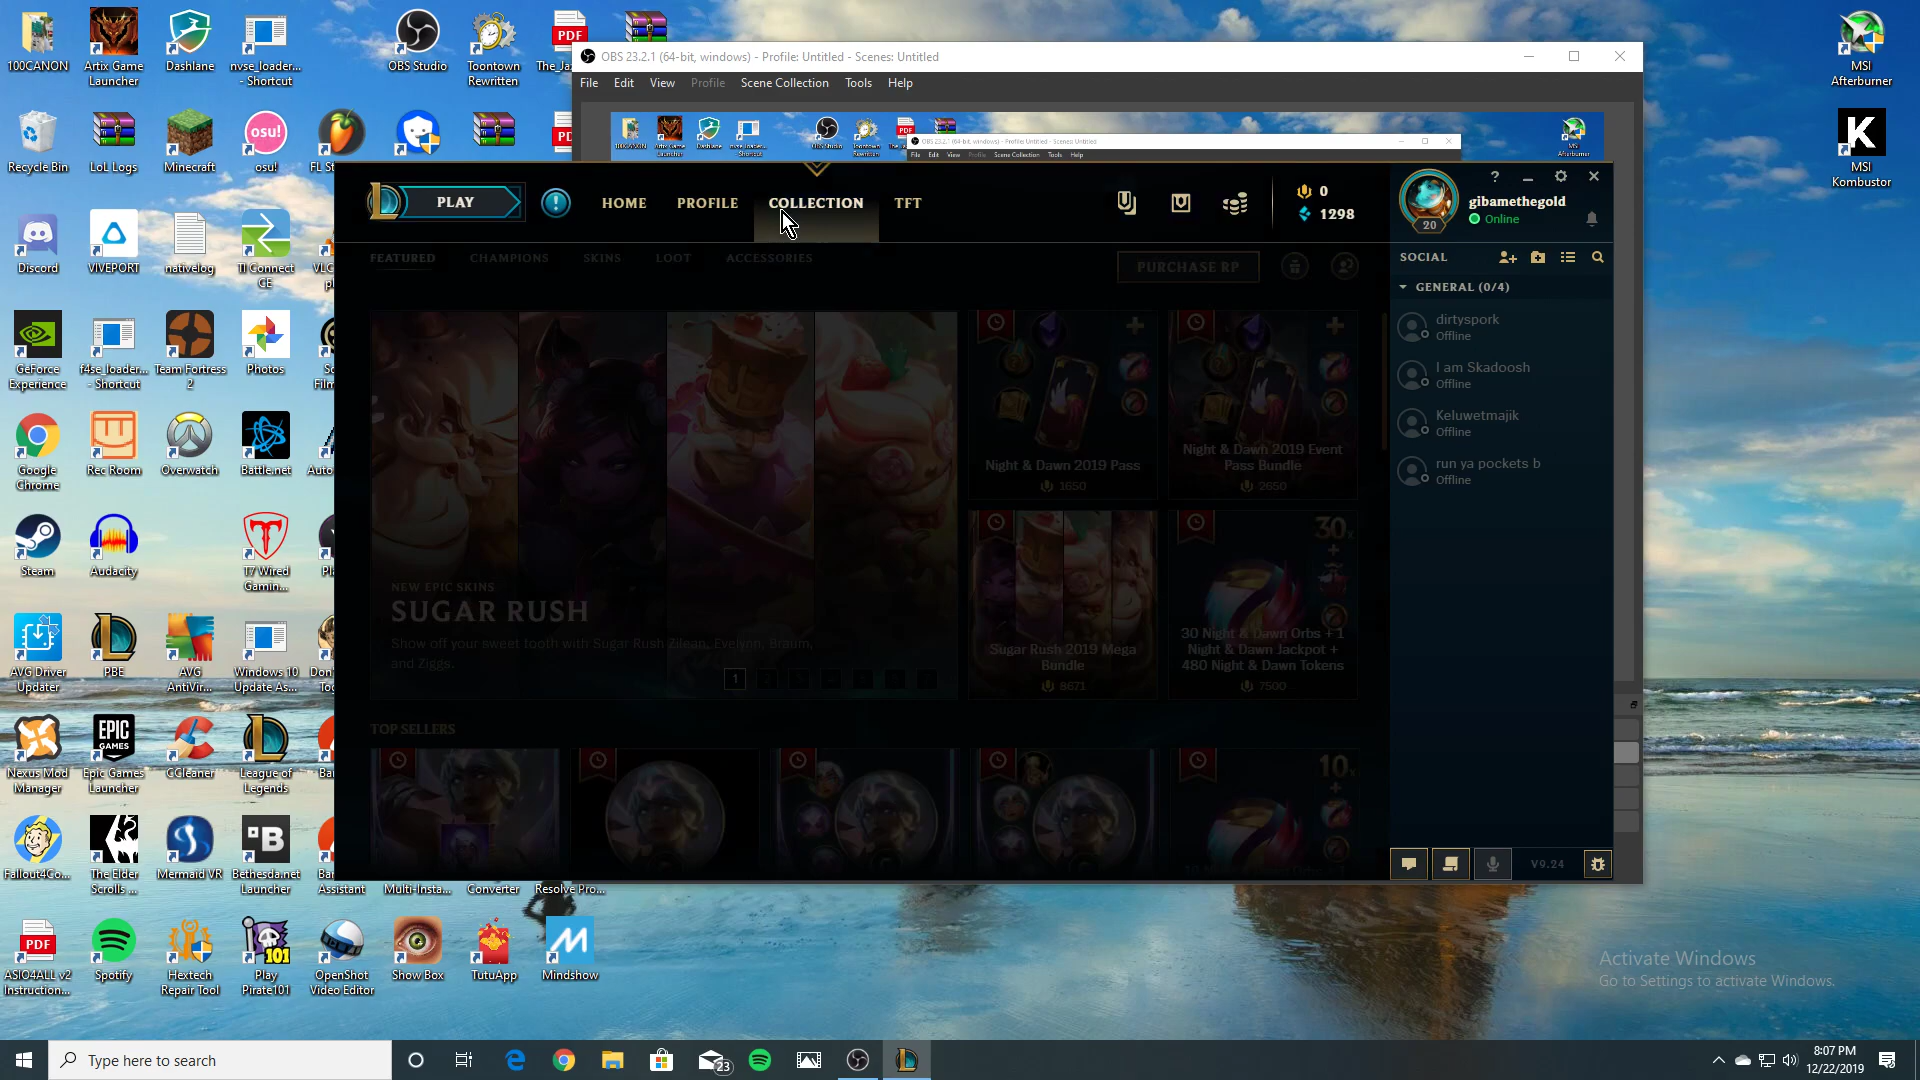 100CANON
Artix Game
Launcher
Dashlane
nvse_loader...
- Shortcut
OBS Studio
Toontown
Rewritten
PDF
MSI
Afterburner
OBS 23.2.1 (64-bit, windows) - Profile: Untitled - Scenes: Untitled
File Edit View Profile Scene Collection Tools Help
Recycle Bin
LoL Logs
Minecraft
osu!
osu!
MSI
Kombustor
PLAY
HOME
PROFILE
COLLECTION
TFT
0
1298
20
gibamethegold
Online
FEATURED
CHAMPIONS
SKINS
LOOT
ACCESSORIES
PURCHASE RP
SOCIAL
GENERAL (0/4)
dirtyspork
Offline
I am Skadoosh
Offline
Keluwetmajik
Offline
run ya pockets b
Offline
Night & Dawn 2019 Pass
1650
Night & Dawn 2019 Event
Pass Bundle
2650
NEW EPIC SKINS
SUGAR RUSH
Show off your sweet tooth with Sugar Rush Zilean, Evelynn, Braum,
and Ziggs.
1
Sugar Rush 2019 Mega
Bundle
8671
30x
30 Night & Dawn Orbs + 1
Night & Dawn Jackpot +
480 Night & Dawn Tokens
7500
TOP SELLERS
10x
V9.24
Discord
VIVEPORT
nativelog
TI Connect
CE
GeForce
Experience
f4se_loader...
- Shortcut
Team Fortress
2
Photos
Google
Chrome
Rec Room
Overwatch
Battle.net
Steam
Audacity
T7 Wired
Gamin...
AVG Driver
Updater
PBE
AVG
AntiVir...
Windows 10
Update As...
Nexus Mod
Manager
EPIC
GAMES
Epic Games
Launcher
CCleaner
League of
Legends
Fallout4Co...
The Elder
Scrolls ...
Mermaid VR
Bethesda.net
Launcher
Assistant
Multi-Insta...
Converter
Resolve Pro...
PDF
ASIO4ALL v2
Instruction...
Spotify
Hextech
Repair Tool
101
Play
Pirate101
OpenShot
Video Editor
Show Box
TutuApp
Mindshow
Activate Windows
Go to Settings to activate Windows.
Type here to search
23
8:07 PM
12/22/2019